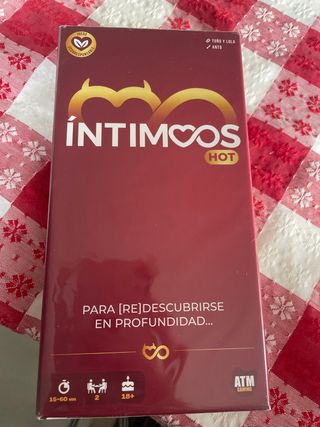 TOÑO Y LOLA
ANTO
ÍNTIMOOS
HOT
PARA [RE]DESCUBRIRSE
EN PROFUNDIDAD...
15-60 MIN
2
18+
ATM
GAMING